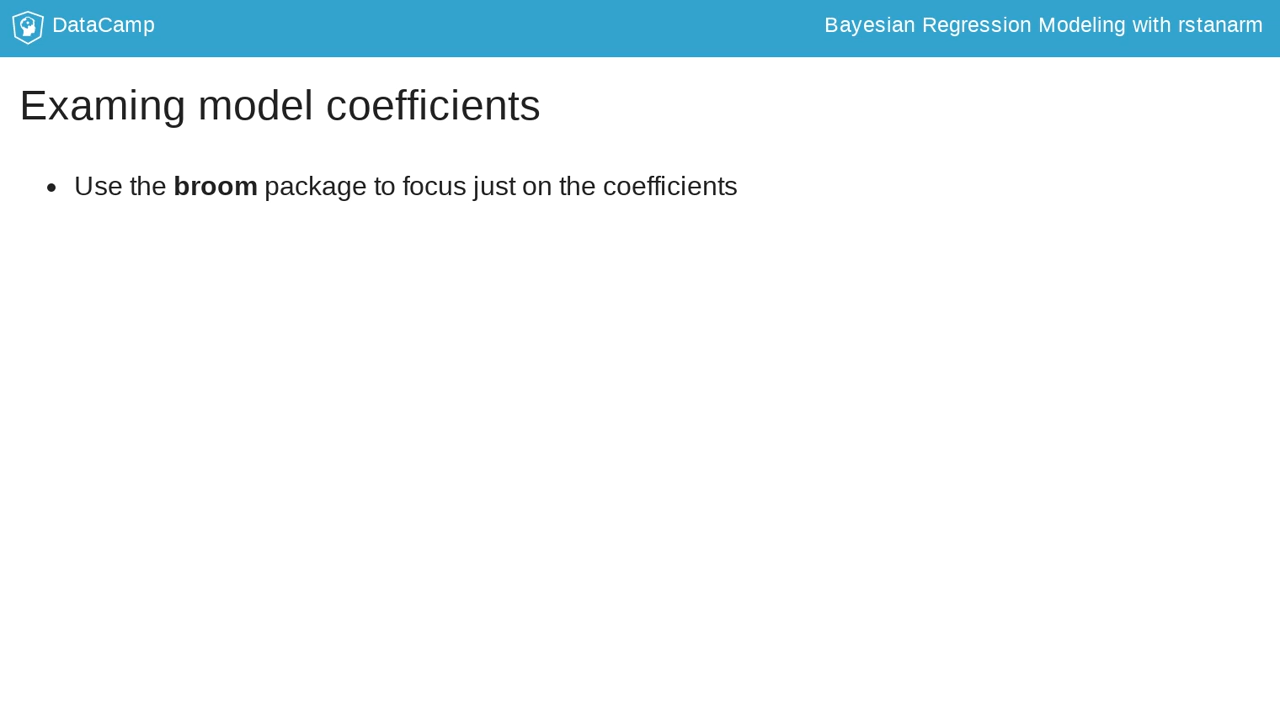 DataCamp
Bayesian Regression Modeling with rstanarm
Examing model coefficients
• Use the broom package to focus just on the coefficients